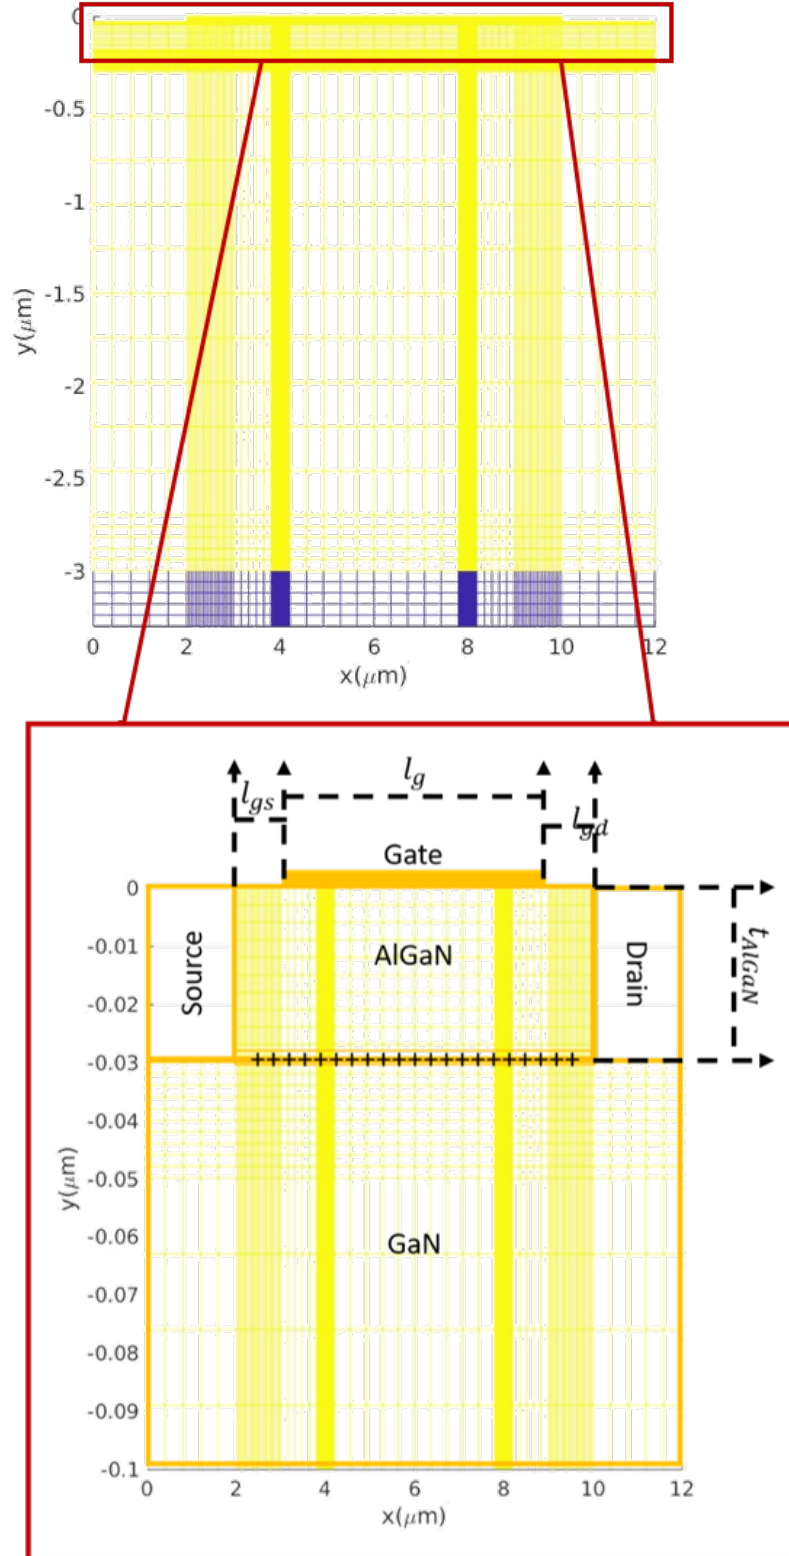 0
-0.5
-1
-1.5
-2
-2.5
-3
y(μm)
0 2 4 6 8 10 12
x(μm)
l_g
l_gs
l_gd
Gate
0
-0.01
-0.02
-0.03
-0.04
-0.05
-0.06
-0.07
-0.08
-0.09
-0.1
y(μm)
Source
AlGaN
Drain
t_AlGaN
+++++++++++++++++++++
GaN
0 2 4 6 8 10 12
x(μm)